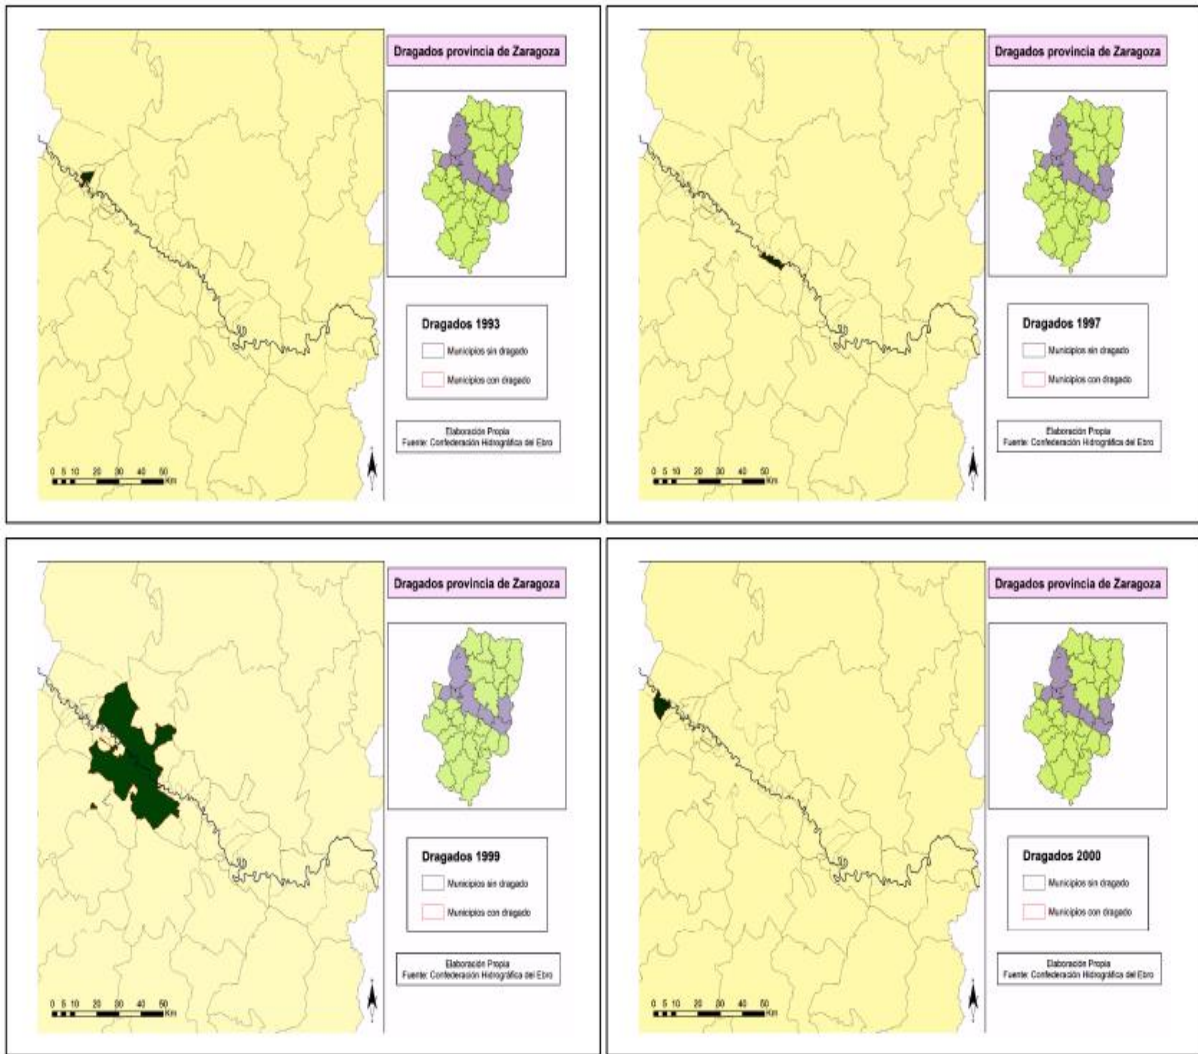 Dragados provincia de Zaragoza
Dragados 1993
Municipios sin dragado
Municipios con dragado
Elaboración Propia
Fuente: Confederación Hidrográfica del Ebro
0 5 10 20 30 40 50
Km
Dragados provincia de Zaragoza
Dragados 1997
Municipios sin dragado
Municipios con dragado
Elaboración Propia
Fuente: Confederación Hidrográfica del Ebro
0 5 10 20 30 40 50
Km
Dragados provincia de Zaragoza
Dragados 1999
Municipios sin dragado
Municipios con dragado
Elaboración Propia
Fuente: Confederación Hidrográfica del Ebro
0 5 10 20 30 40 50
Km
Dragados provincia de Zaragoza
Dragados 2000
Municipios sin dragado
Municipios con dragado
Elaboración Propia
Fuente: Confederación Hidrográfica del Ebro
0 5 10 20 30 40 50
Km